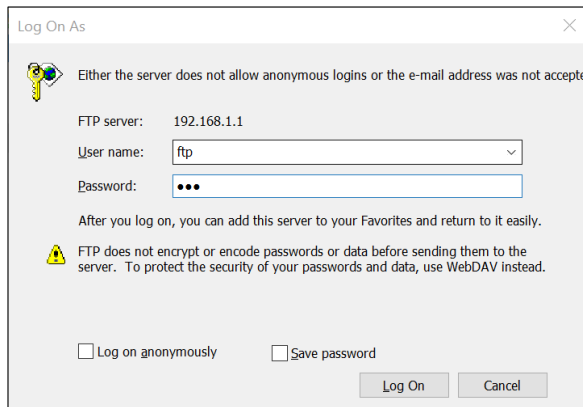 Log On As
Either the server does not allow anonymous logins or the e-mail address was not accepte
FTP server: 192.168.1.1
User name: ftp
Password: •••
After you log on, you can add this server to your Favorites and return to it easily.
FTP does not encrypt or encode passwords or data before sending them to the
server. To protect the security of your passwords and data, use WebDAV instead.
Log on anonymously Save password
Log On Cancel